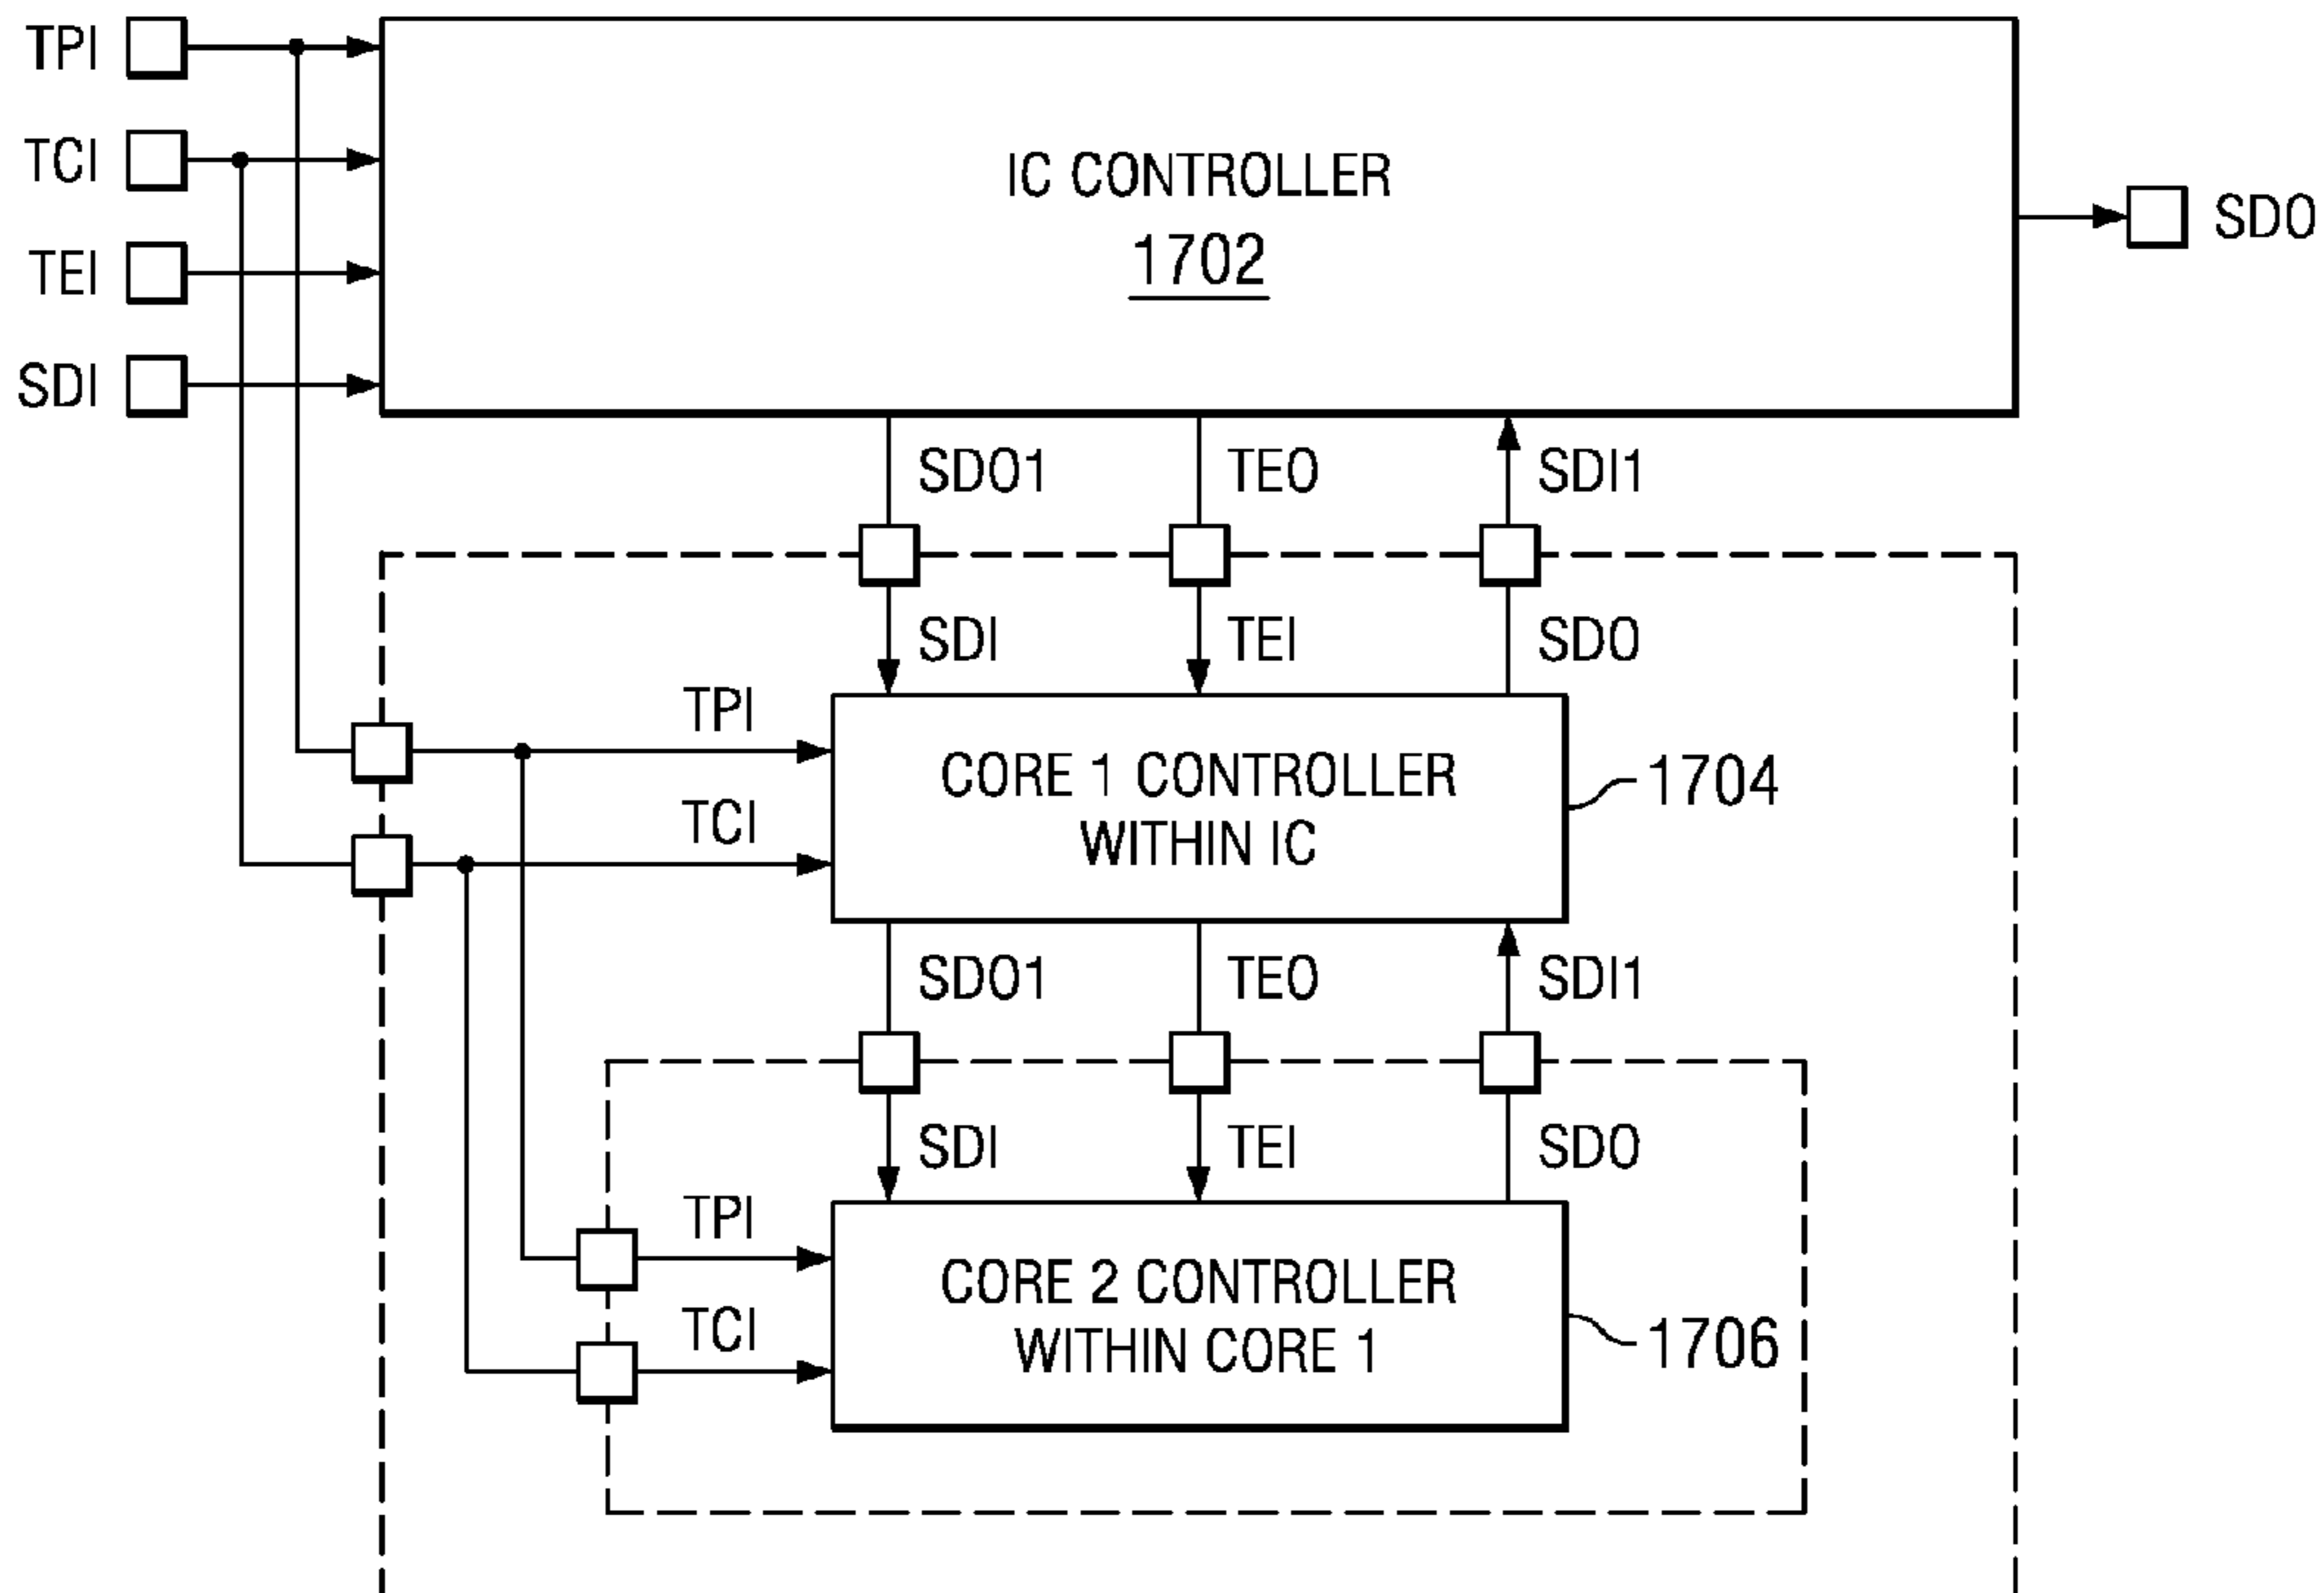 TPI
TCI
TEI
SDI
IC CONTROLLER
1702
SDO
SDO1 TEO SDI1
SDI TEI SDO
TPI
TCI
CORE 1 CONTROLLER
WITHIN IC
1704
SDO1 TEO SDI1
SDI TEI SDO
TPI
TCI
CORE 2 CONTROLLER
WITHIN CORE 1
1706